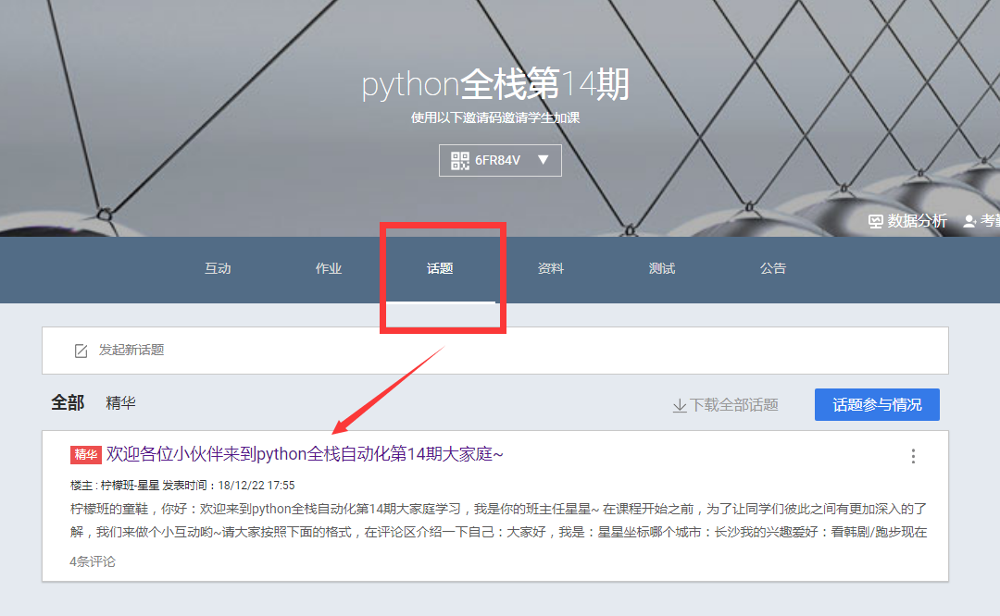 python全栈第14期
使用以下邀请码邀请学生加课
6FR84V ▼
数据分析 考勤
互动 作业 话题 资料 测试 公告
发起新话题
全部 精华
下载全部话题 话题参与情况
精华 欢迎各位小伙伴来到python全栈自动化第14期大家庭~
楼主 : 柠檬班-星星 发表时间：18/12/22 17:55
柠檬班的童鞋，你好：欢迎来到python全栈自动化第14期大家庭学习，我是你的班主任星星~ 在课程开始之前，为了让同学们彼此之间有更加深入的了
解，我们来做个小互动哟~请大家按照下面的格式，在评论区介绍一下自己：大家好，我是：星星坐标哪个城市：长沙我的兴趣爱好：看韩剧/跑步现在
4条评论